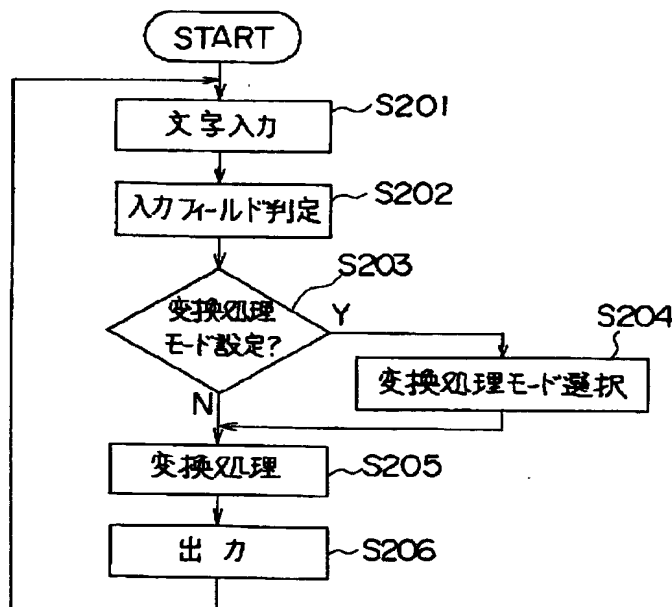 START
文字入力
S201
入力フィールド判定
S202
S203
変換処理
モード設定?
Y
N
S204
変換処理モード選択
変換処理
S205
出力
S206